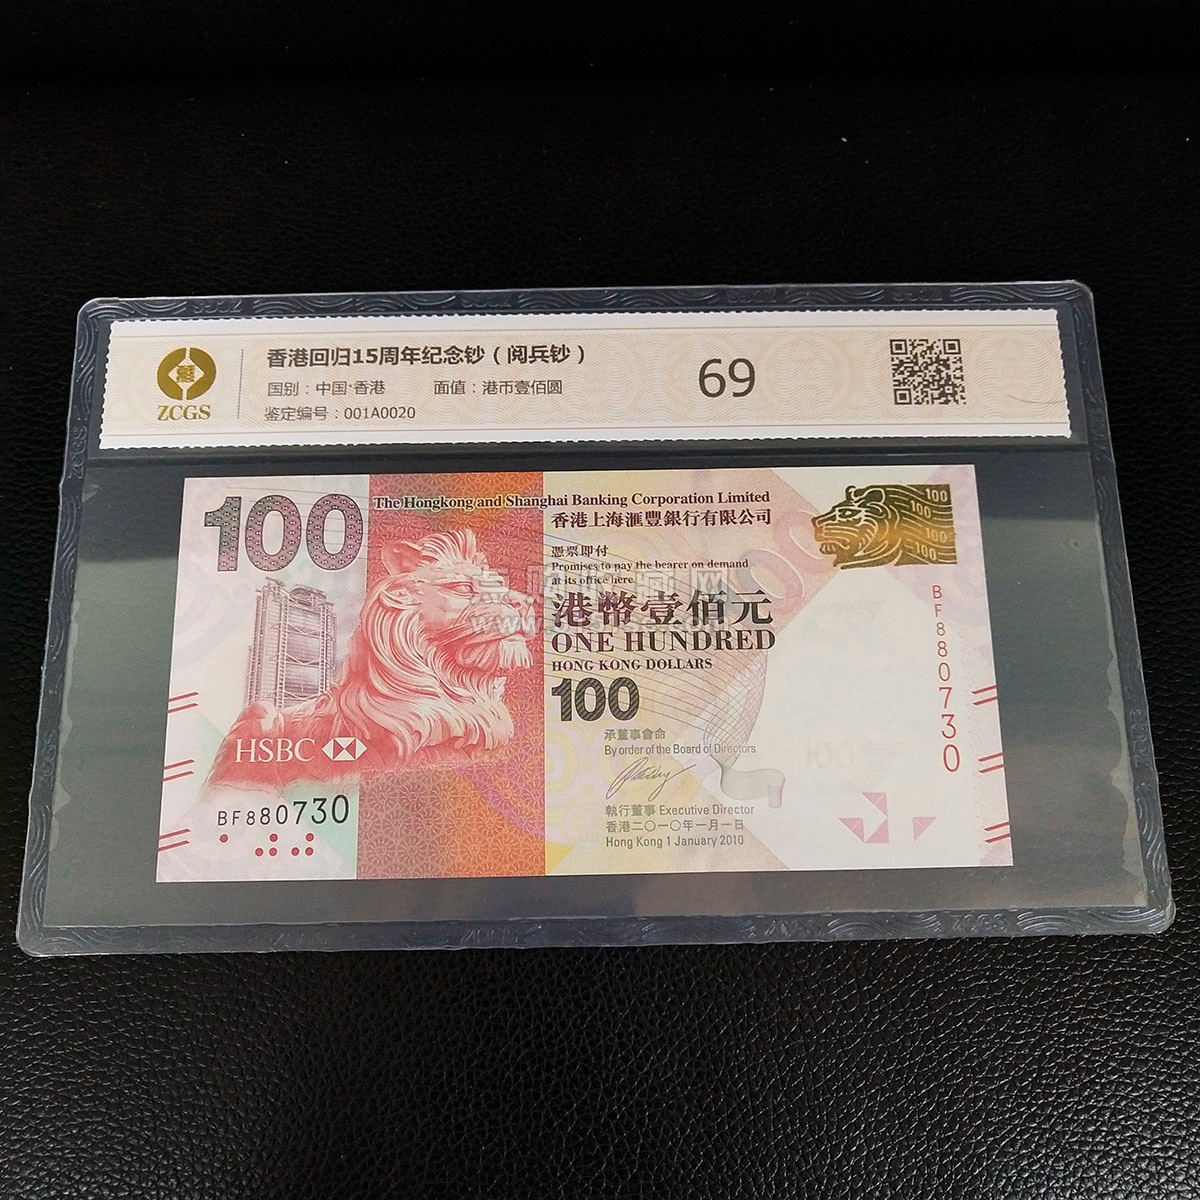 香港回归15周年纪念钞（阅兵钞）
国别：中国·香港 面值：港币壹佰圆
鉴定编号：001A0020
ZCGS
69
100
The Hongkong and Shanghai Banking Corporation Limited
香港上海滙豐銀行有限公司
憑票即付
Promises to pay the bearer on demand
at its office here
港幣壹佰元
ONE HUNDRED
HONG KONG DOLLARS
100
承董事會命
By order of the Board of Directors
執行董事 Executive Director
香港二〇一〇年一月一日
Hong Kong 1 January 2010
HSBC
BF880730
100
100
100
100
BF880730
ZCGS
ZCGS